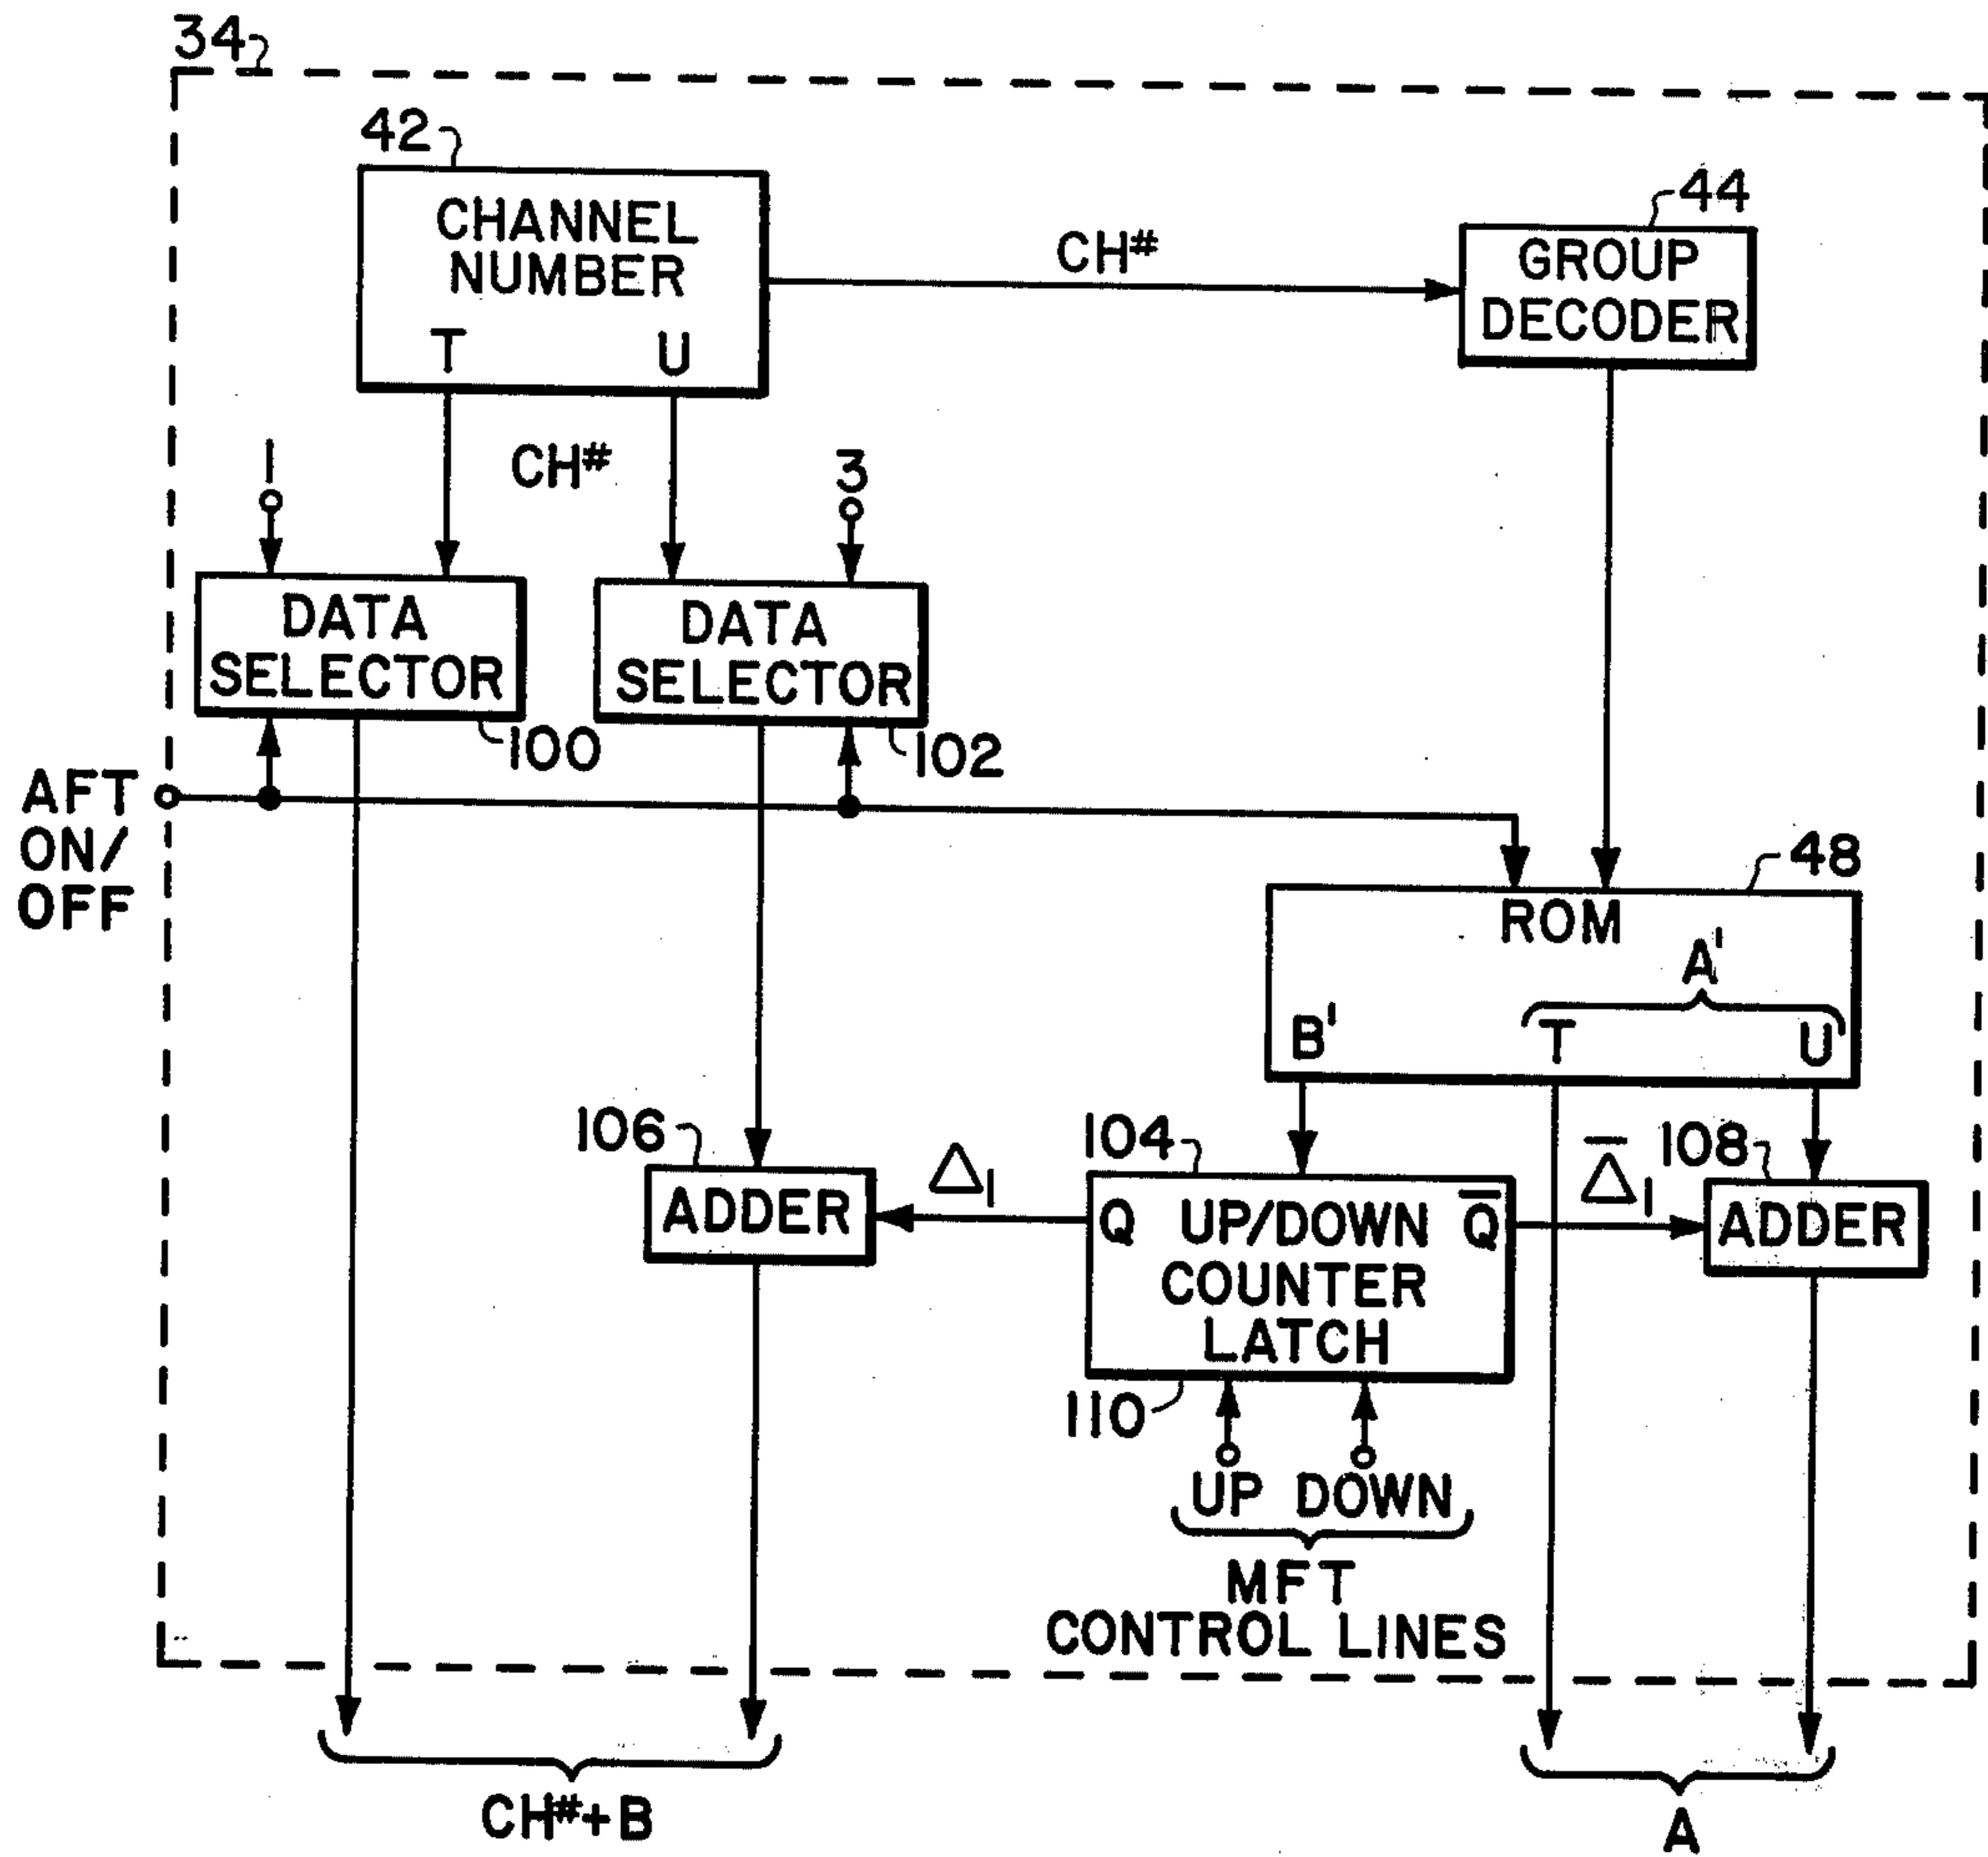 34
42
CHANNEL
NUMBER
T U
CH#
44
GROUP
DECODER
1
CH#
3
DATA
SELECTOR
100
DATA
SELECTOR
102
AFT
ON/
OFF
48
ROM
A'
B' T U
106
ADDER
Δ1
104
Q UP/DOWN Q̅
COUNTER
LATCH
110
Δ̅1
108
ADDER
UP DOWN
MFT
CONTROL LINES
CH#+B
A